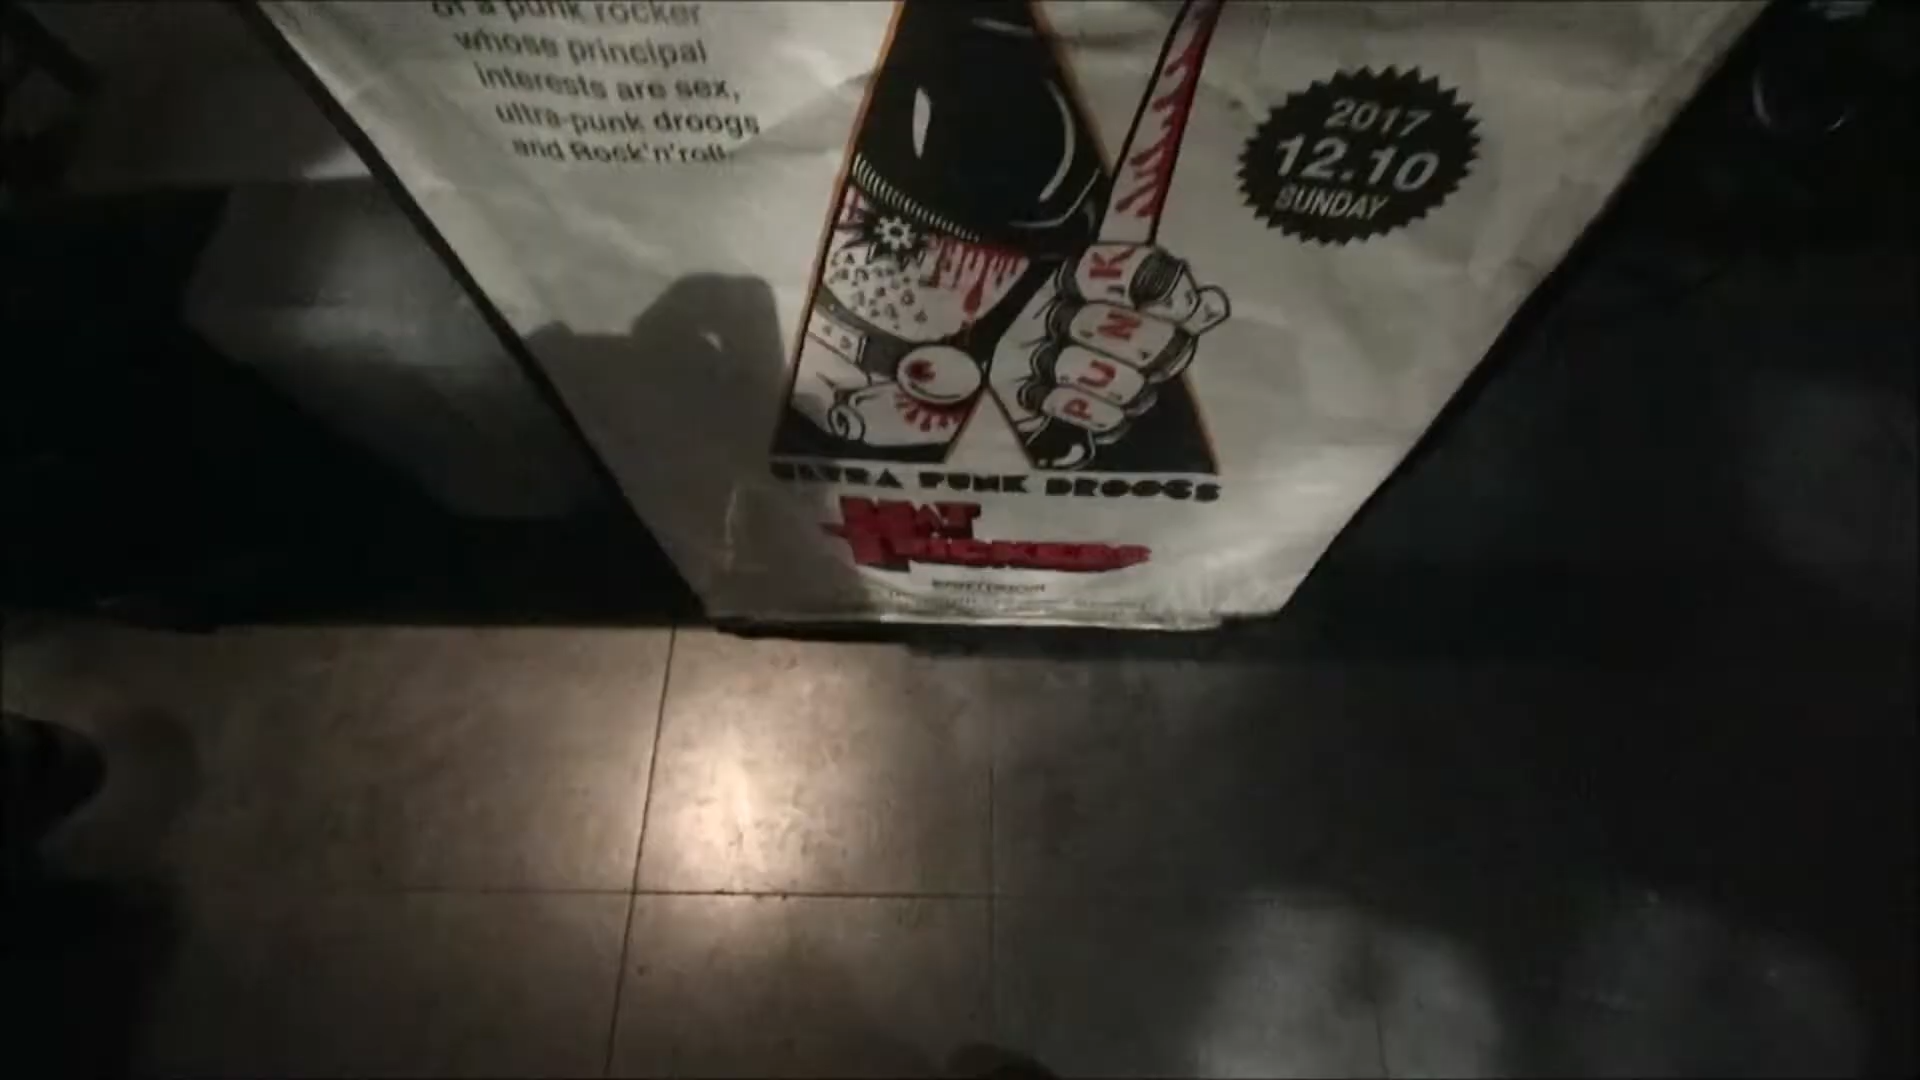 of a punk rocker
whose principal
interests are sex,
ultra-punk droogs
and Rock'n'roll.
2017
12.10
SUNDAY
PUNK
ULTRA PUNK DROOGS
MAT